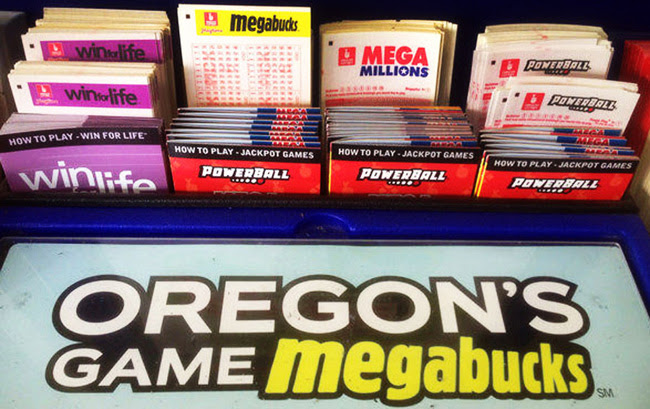 win for life
win for life
megabucks
MEGA
MILLIONS
POWERBALL
POWERBALL
HOW TO PLAY - WIN FOR LIFE
win for life
HOW TO PLAY - JACKPOT GAMES
POWERBALL
HOW TO PLAY - JACKPOT GAMES
POWERBALL
HOW TO PLAY - JACKPOT GAMES
POWERBALL
OREGON'S
GAME megabucks
SM